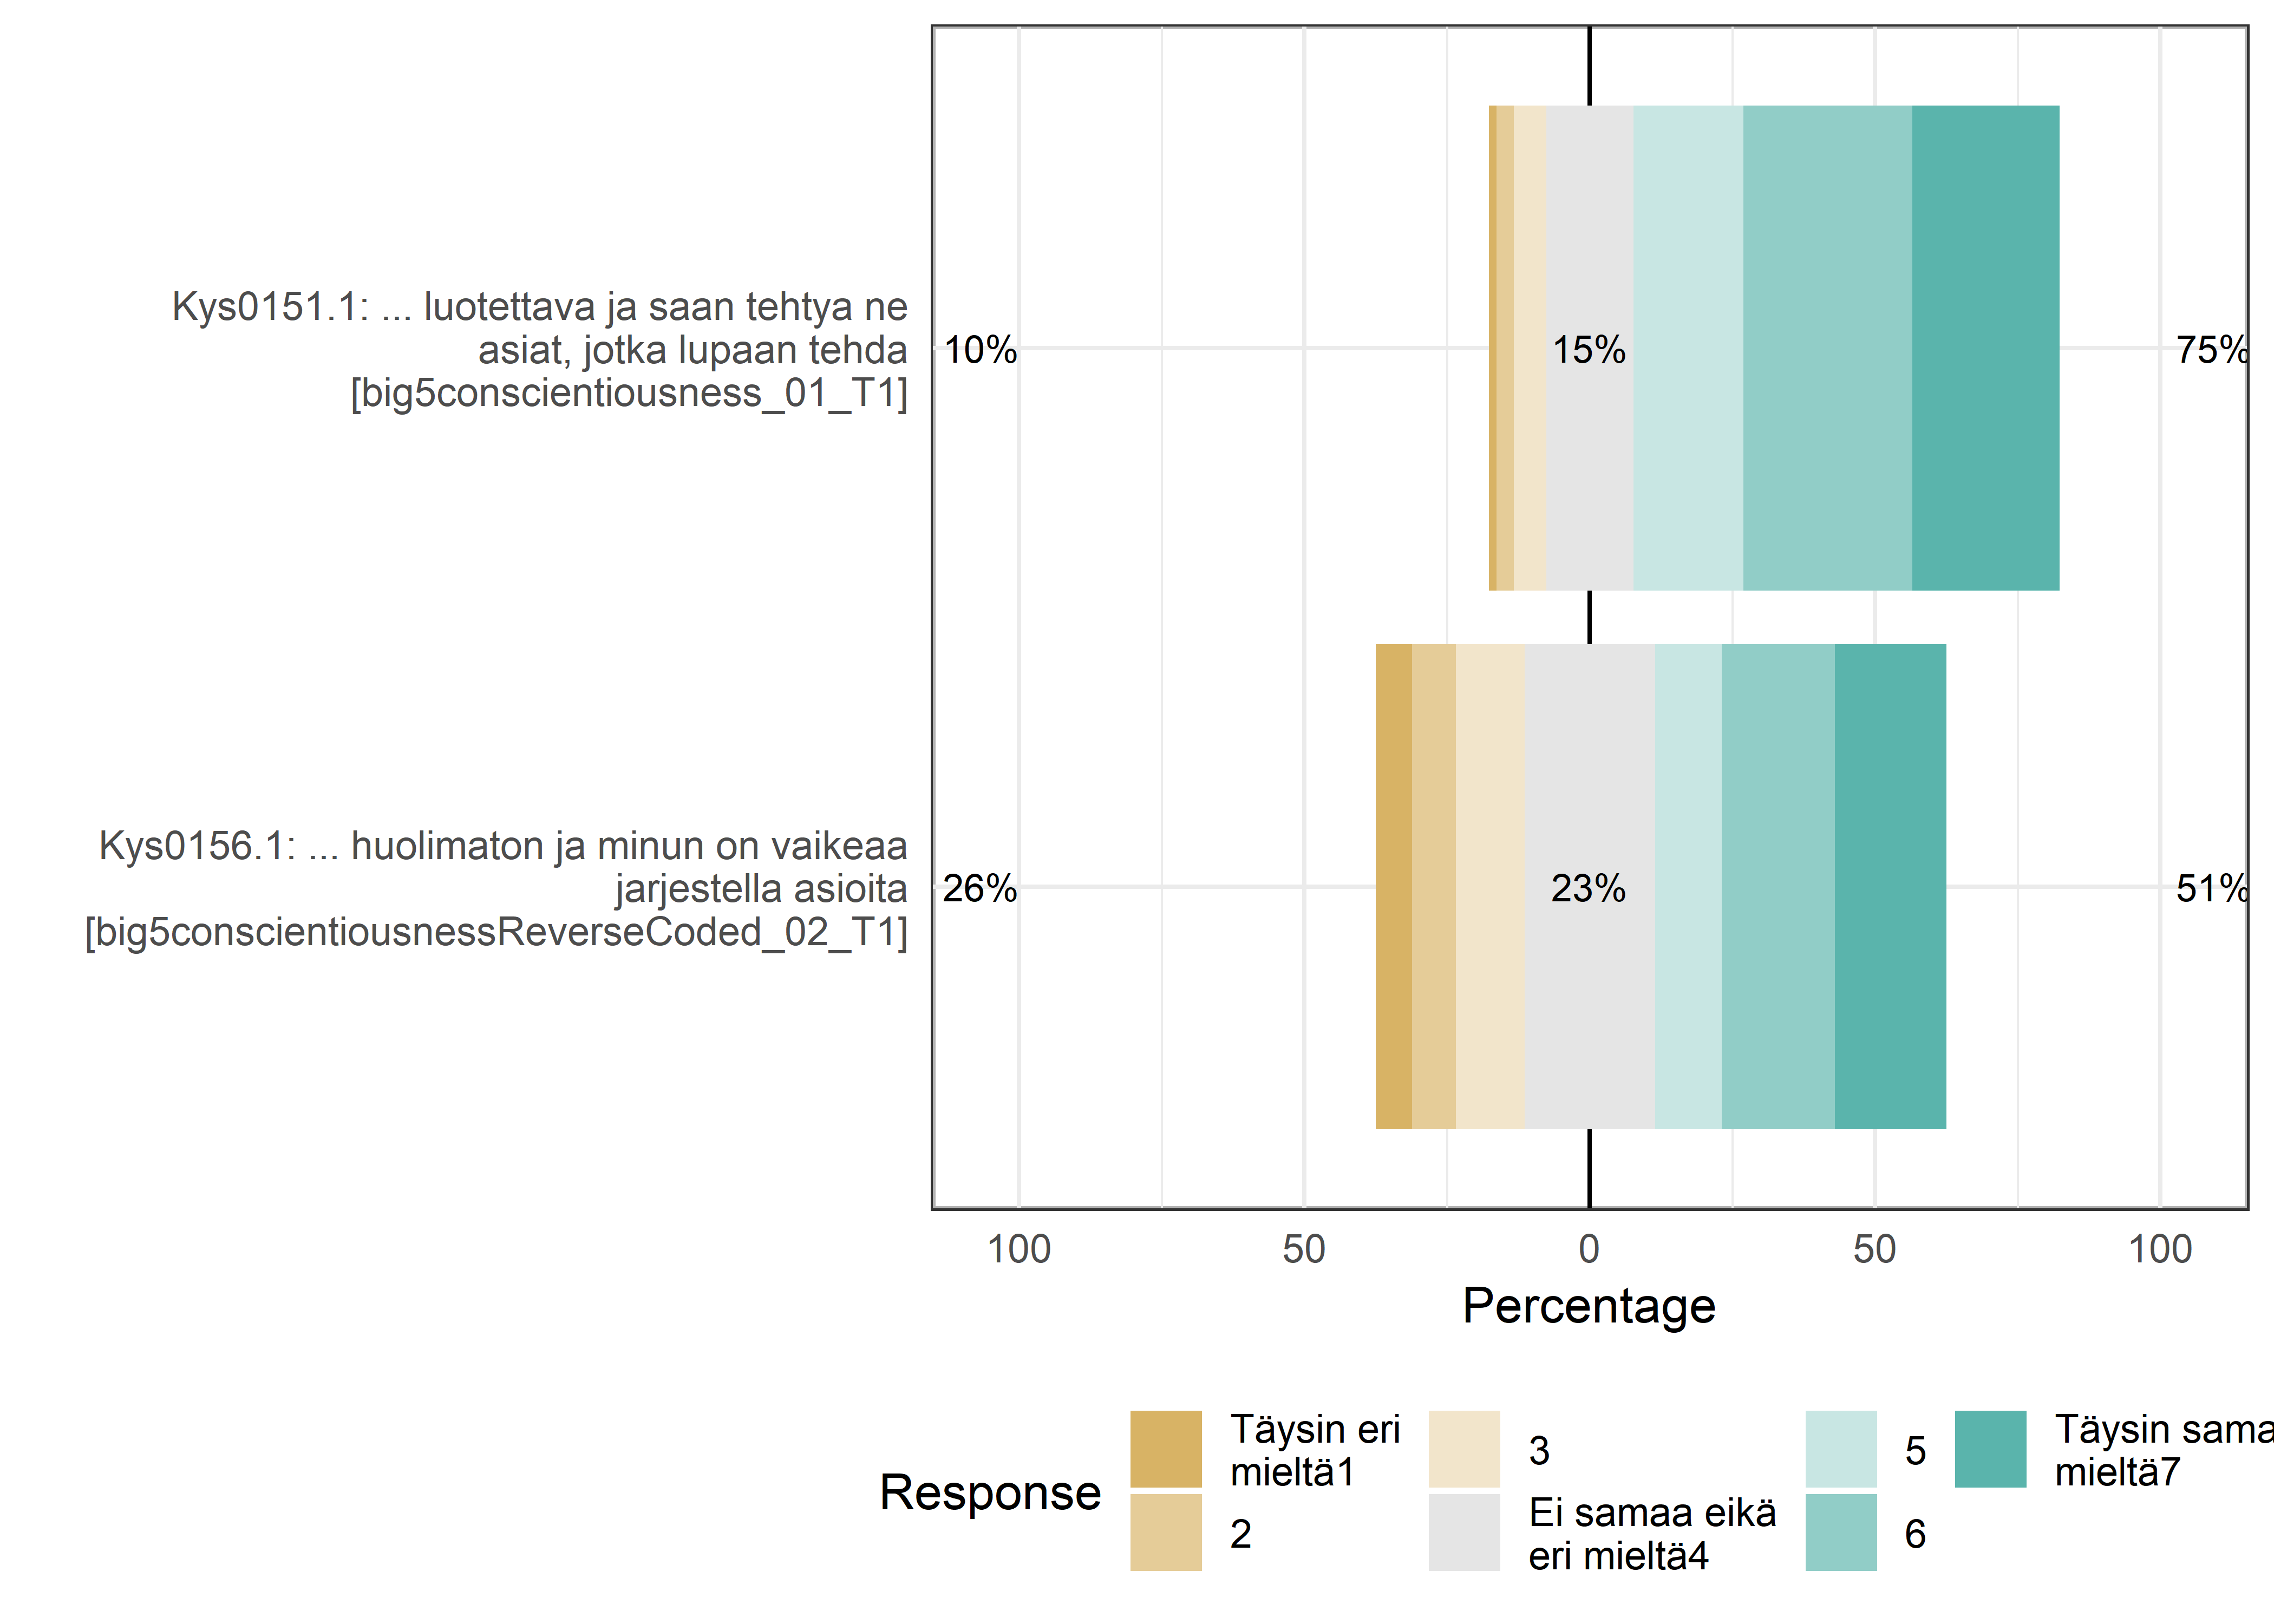 Kys0151.1: ... luotettava ja saan tehtya ne
asiat, jotka lupaan tehda
[big5conscientiousness_01_T1]
10%
15%
75%
Kys0156.1: ... huolimaton ja minun on vaikeaa
jarjestella asioita
[big5conscientiousnessReverseCoded_02_T1]
26%
23%
51%
100
50
0
50
100
Percentage
Response
Täysin eri
mieltä1
2
3
Ei samaa eikä
eri mieltä4
5
6
Täysin sama
mieltä7